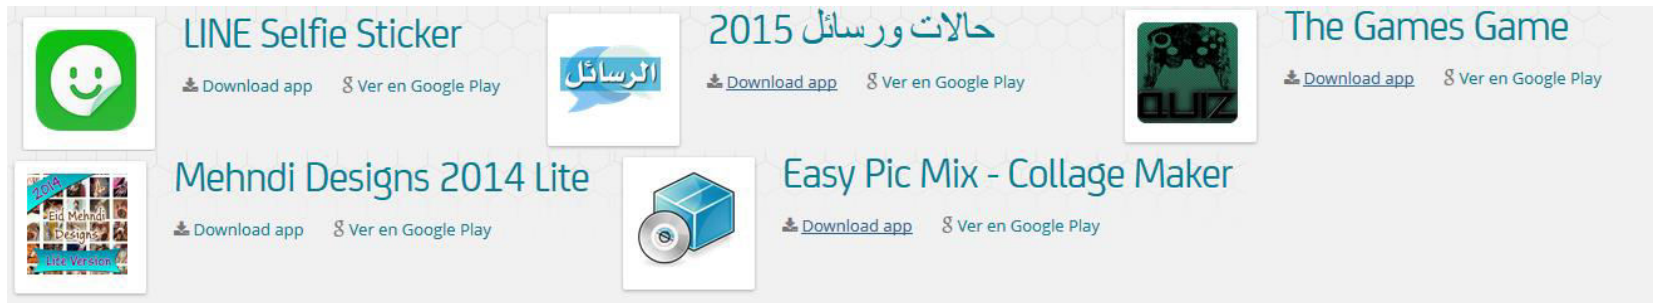 LINE Selfie Sticker
Download app Ver en Google Play
الرسائل
حالات ورسائل 2015
Download app Ver en Google Play
QUIZ
The Games Game
Download app Ver en Google Play
2014
Eid Mehndi
Designs
Lite Version
Mehndi Designs 2014 Lite
Download app Ver en Google Play
Easy Pic Mix - Collage Maker
Download app Ver en Google Play